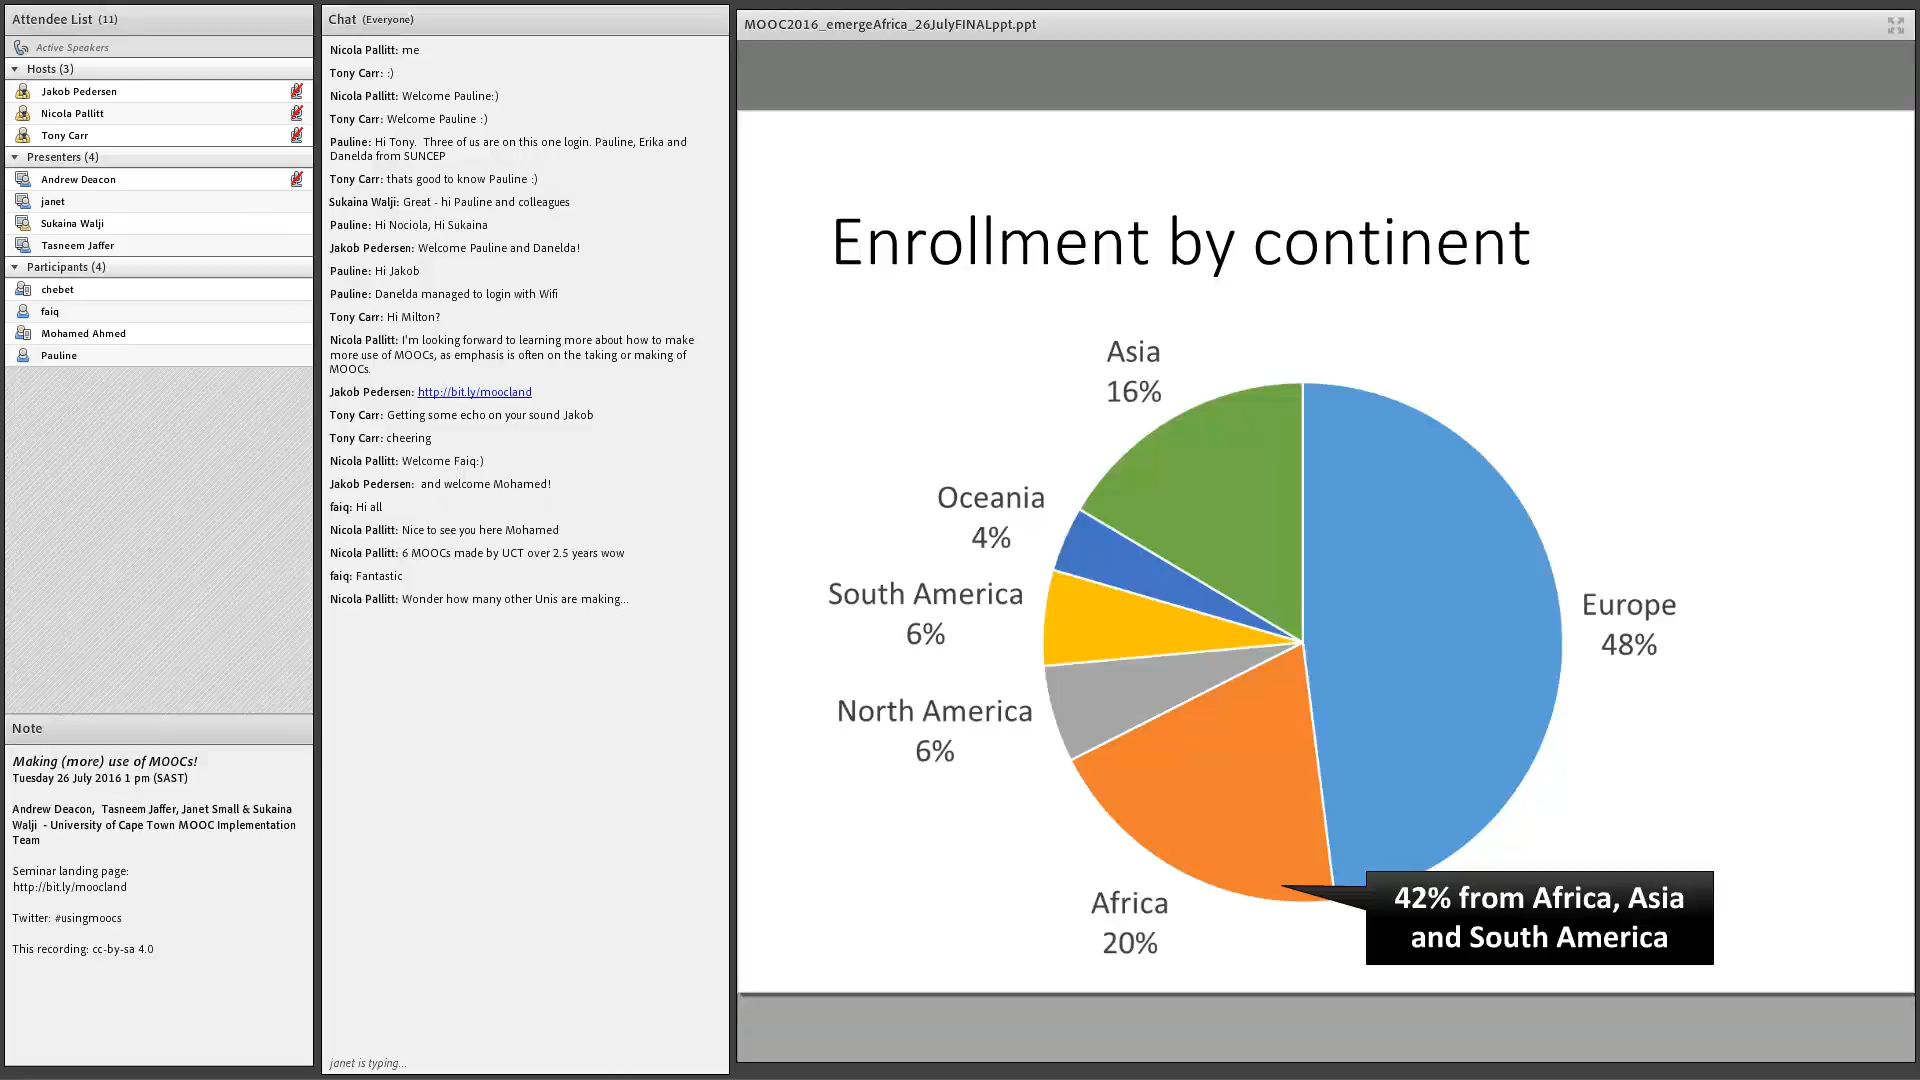 Attendee List (11)
Active Speakers
Hosts (3)
Jakob Pedersen
Nicola Pallitt
Tony Carr
Presenters (4)
Andrew Deacon
janet
Sukaina Walji
Tasneem Jaffer
Participants (4)
chebet
faiq
Mohamed Ahmed
Pauline
Note
Making (more) use of MOOCs!
Tuesday 26 July 2016 1 pm (SAST)
Andrew Deacon, Tasneem Jaffer, Janet Small & Sukaina
Walji - University of Cape Town MOOC Implementation
Team
Seminar landing page:
http://bit.ly/moocland
Twitter: #usingmoocs
This recording: cc-by-sa 4.0
Chat (Everyone)
Nicola Pallitt: me
Tony Carr: :)
Nicola Pallitt: Welcome Pauline:)
Tony Carr: Welcome Pauline :)
Pauline: Hi Tony. Three of us are on this one login. Pauline, Erika and
Danelda from SUNCEP
Tony Carr: thats good to know Pauline :)
Sukaina Walji: Great - hi Pauline and colleagues
Pauline: Hi Nociola, Hi Sukaina
Jakob Pedersen: Welcome Pauline and Danelda!
Pauline: Hi Jakob
Pauline: Danelda managed to login with Wifi
Tony Carr: Hi Milton?
Nicola Pallitt: I'm looking forward to learning more about how to make
more use of MOOCs, as emphasis is often on the taking or making of
MOOCs.
Jakob Pedersen: http://bit.ly/moocland
Tony Carr: Getting some echo on your sound Jakob
Tony Carr: cheering
Nicola Pallitt: Welcome Faiq:)
Jakob Pedersen: and welcome Mohamed!
faiq: Hi all
Nicola Pallitt: Nice to see you here Mohamed
Nicola Pallitt: 6 MOOCs made by UCT over 2.5 years wow
faiq: Fantastic
Nicola Pallitt: Wonder how many other Unis are making...
janet is typing...
MOOC2016_emergeAfrica_26JulyFINALppt.ppt
Enrollment by continent
Asia
16%
Oceania
4%
South America
6%
Europe
48%
North America
6%
Africa
20%
42% from Africa, Asia
and South America